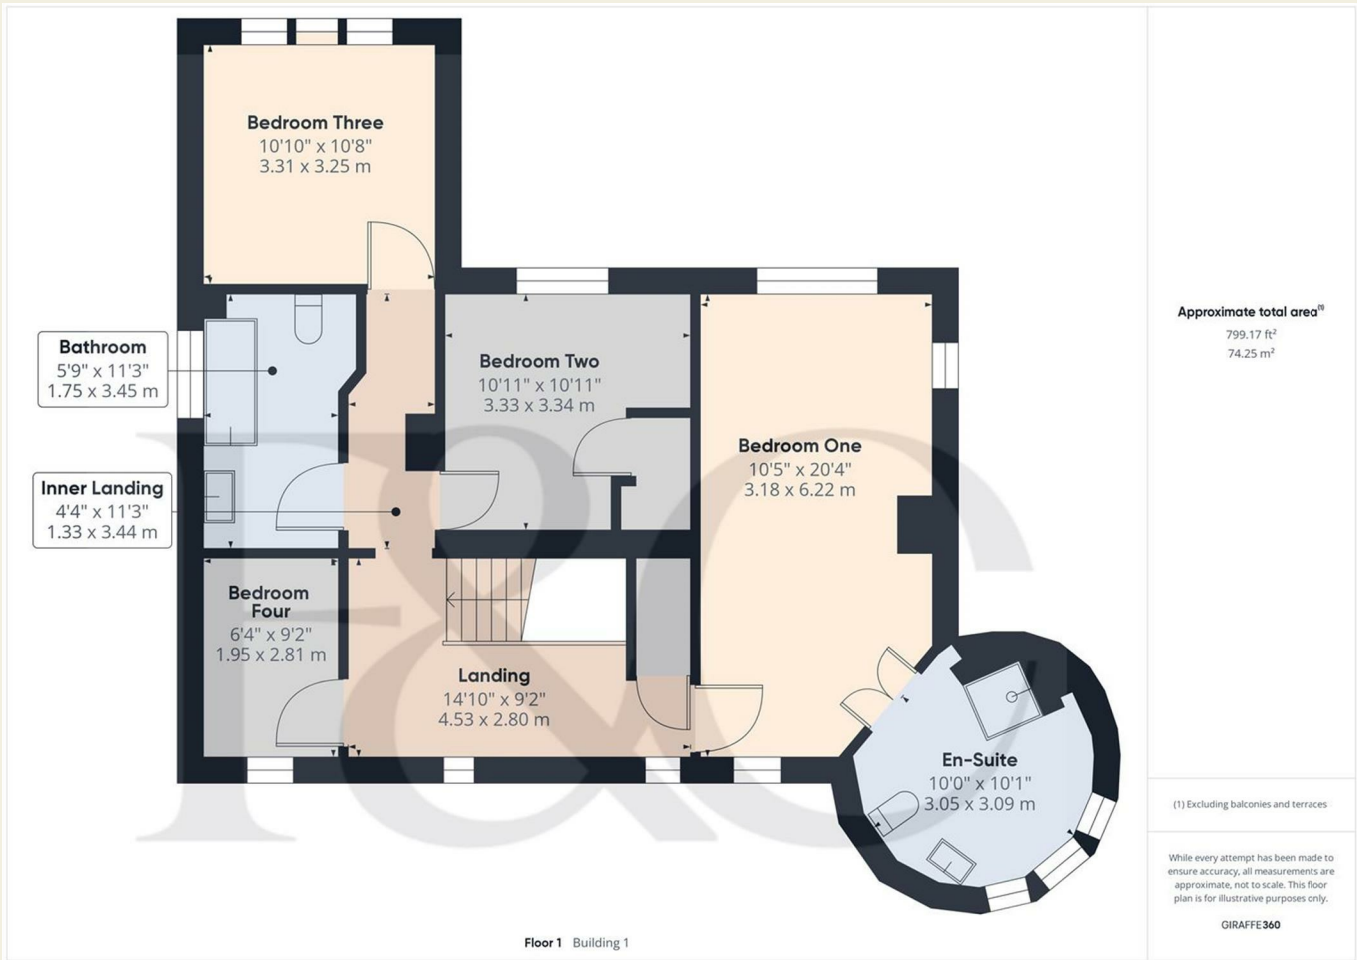 Bedroom Three
10'10" x 10'8"
3.31 x 3.25 m
Bathroom
5'9" x 11'3"
1.75 x 3.45 m
Bedroom Two
10'11" x 10'11"
3.33 x 3.34 m
Bedroom One
10'5" x 20'4"
3.18 x 6.22 m
Inner Landing
4'4" x 11'3"
1.33 x 3.44 m
Bedroom
Four
6'4" x 9'2"
1.95 x 2.81 m
Landing
14'10" x 9'2"
4.53 x 2.80 m
En-Suite
10'0" x 10'1"
3.05 x 3.09 m
F&C
Floor 1 Building 1
Approximate total area(1)
799.17 ft²
74.25 m²
(1) Excluding balconies and terraces
While every attempt has been made to
ensure accuracy, all measurements are
approximate, not to scale. This floor
plan is for illustrative purposes only.
GIRAFFE360